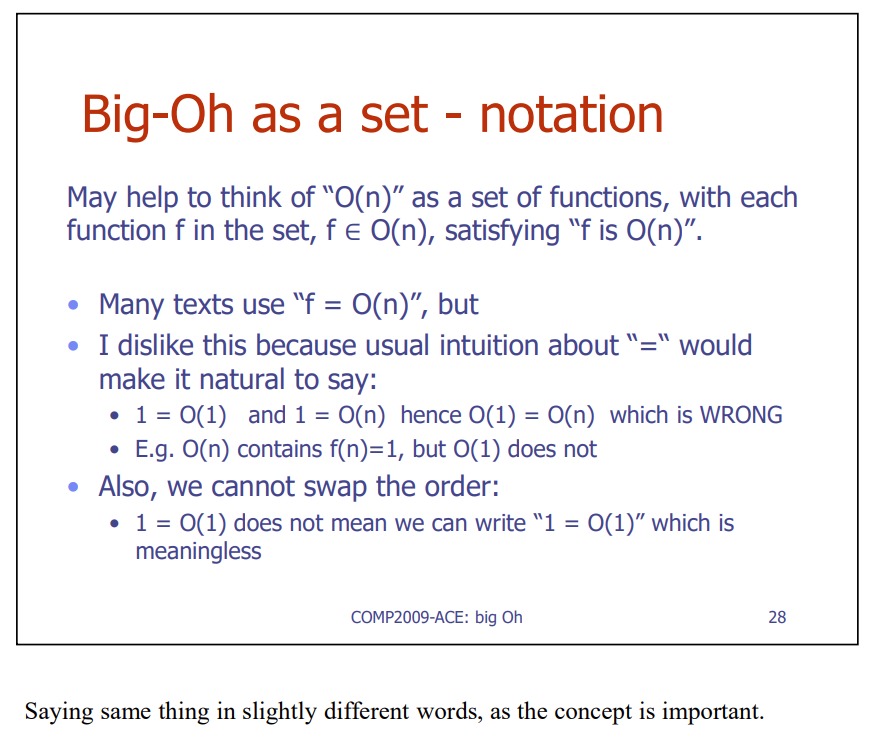 Big-Oh as a set - notation
May help to think of “O(n)” as a set of functions, with each
function f in the set, f ∈ O(n), satisfying “f is O(n)”.
• Many texts use “f = O(n)”, but
• I dislike this because usual intuition about “=“ would
make it natural to say:
• 1 = O(1) and 1 = O(n) hence O(1) = O(n) which is WRONG
• E.g. O(n) contains f(n)=1, but O(1) does not
• Also, we cannot swap the order:
• 1 = O(1) does not mean we can write “1 = O(1)” which is
meaningless
COMP2009-ACE: big Oh 28
Saying same thing in slightly different words, as the concept is important.